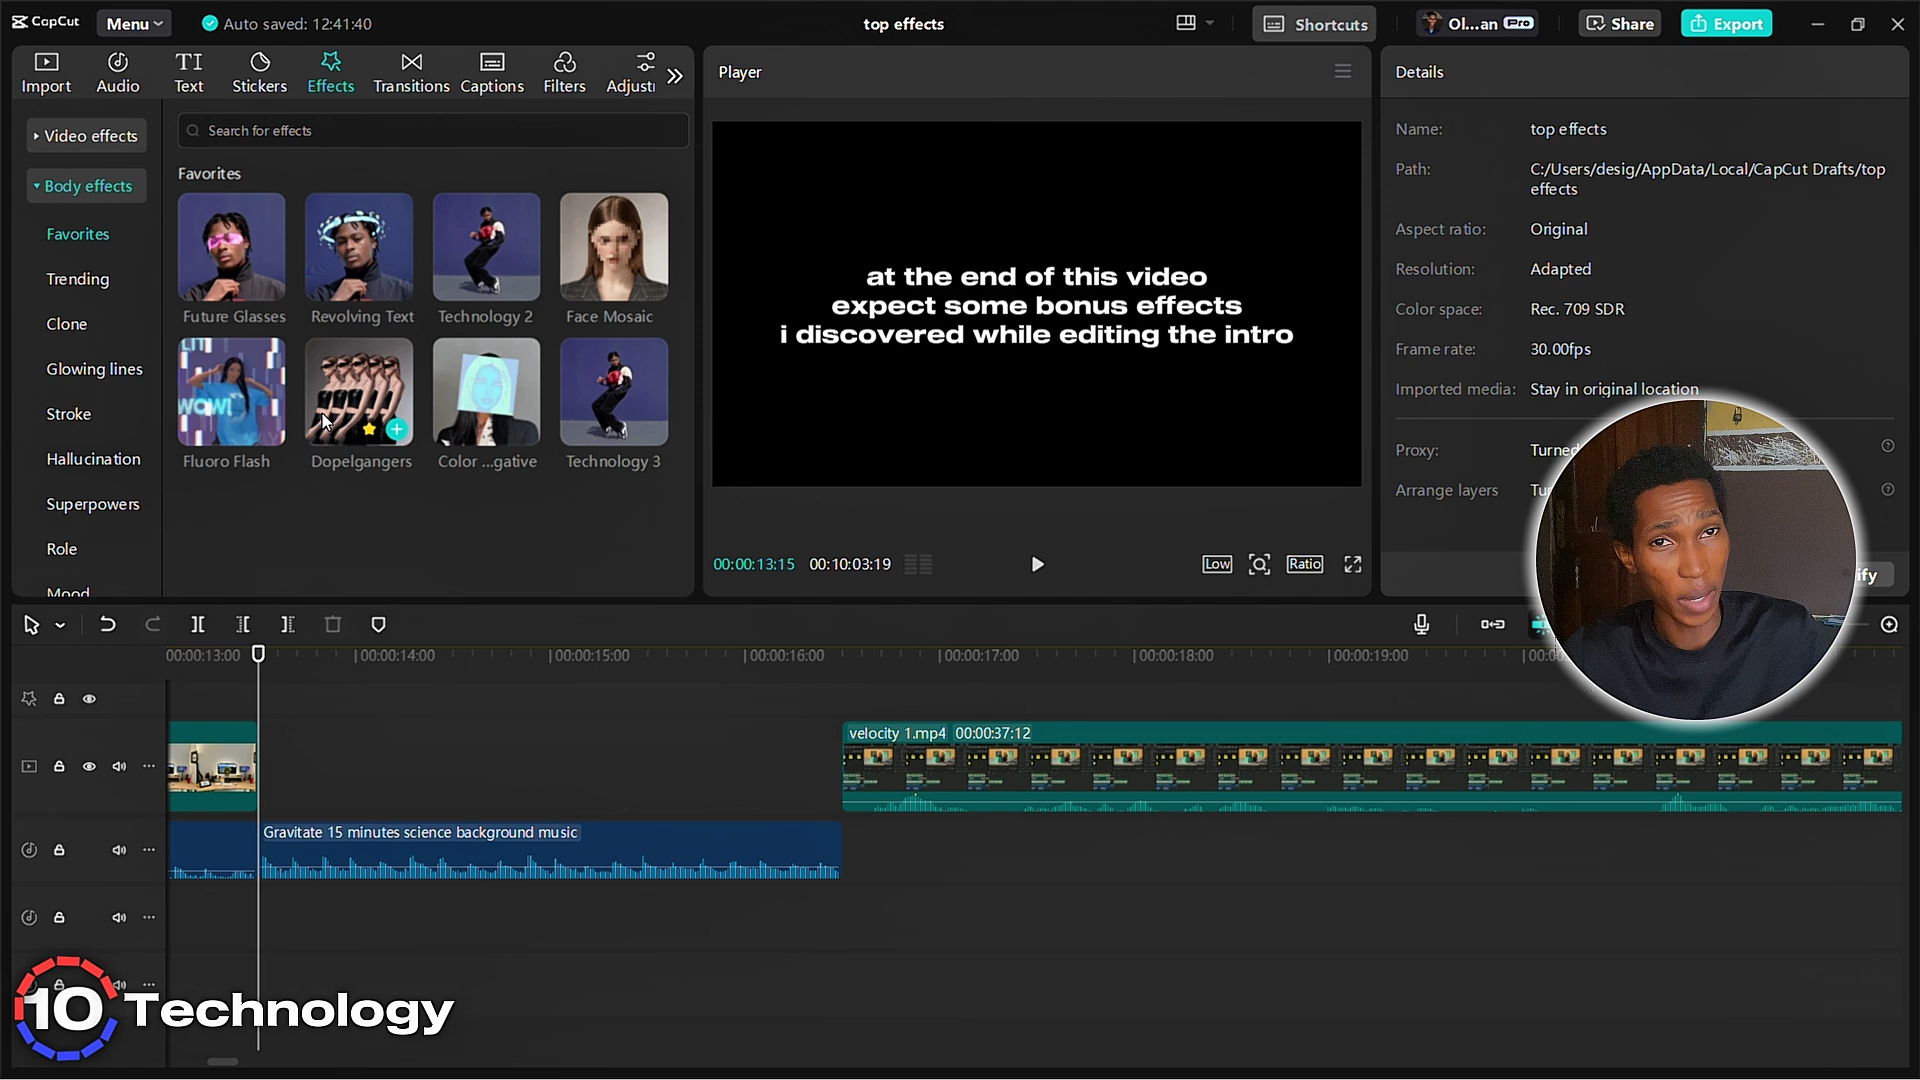 CapCut
Menu
Auto saved: 12:41:40
top effects
Shortcuts
Ol...an Pro
Share
Export
Import
Audio
TI
Text
Stickers
Effects
Transitions
Captions
Filters
Player
Details
Video effects
Body effects
Favorites
Trending
Clone
Glowing lines
Stroke
Hallucination
Superpowers
Role
Mood
Search for effects
Favorites
Future Glasses
Revolving Text
Technology 2
Face Mosaic
WOW!
Fluoro Flash
Dopelgangers
Color ...gative
Technology 3
at the end of this video
expect some bonus effects
i discovered while editing the intro
00:00:13:15
00:10:03:19
Low
Ratio
Name:
top effects
Path:
C:/Users/desig/AppData/Local/CapCut Drafts/top
effects
Aspect ratio:
Original
Resolution:
Adapted
Color space:
Rec. 709 SDR
Frame rate:
30.00fps
Imported media:
Stay in original location
Proxy:
Turned
Arrange layers
00:00:13:00
00:00:14:00
00:00:15:00
00:00:16:00
00:00:17:00
00:00:18:00
00:00:19:00
velocity 1.mp4 00:00:37:12
Gravitate 15 minutes science background music
10 Technology